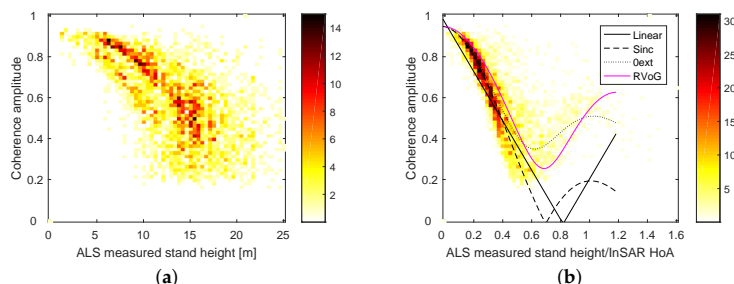 1
0.8
0.6
0.4
0.2
0
0 5 10 15 20 25
Coherence amplitude
ALS measured stand height [m]
14
12
10
8
6
4
2
(a)
1
0.8
0.6
0.4
0.2
0
0 0.2 0.4 0.6 0.8 1 1.2 1.4 1.6
Coherence amplitude
ALS measured stand height/InSAR HoA
Linear
Sinc
0ext
RVoG
30
25
20
15
10
5
0
(b)